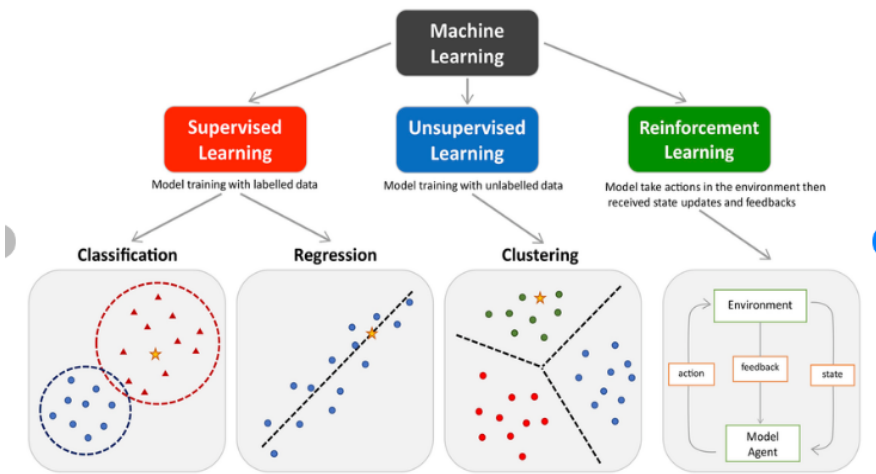 Machine
Learning
Supervised
Learning
Unsupervised
Learning
Reinforcement
Learning
Model training with labelled data
Model training with unlabelled data
Model take actions in the environment then
received state updates and feedbacks
Classification
Regression
Clustering
Environment
action
feedback
state
Model
Agent